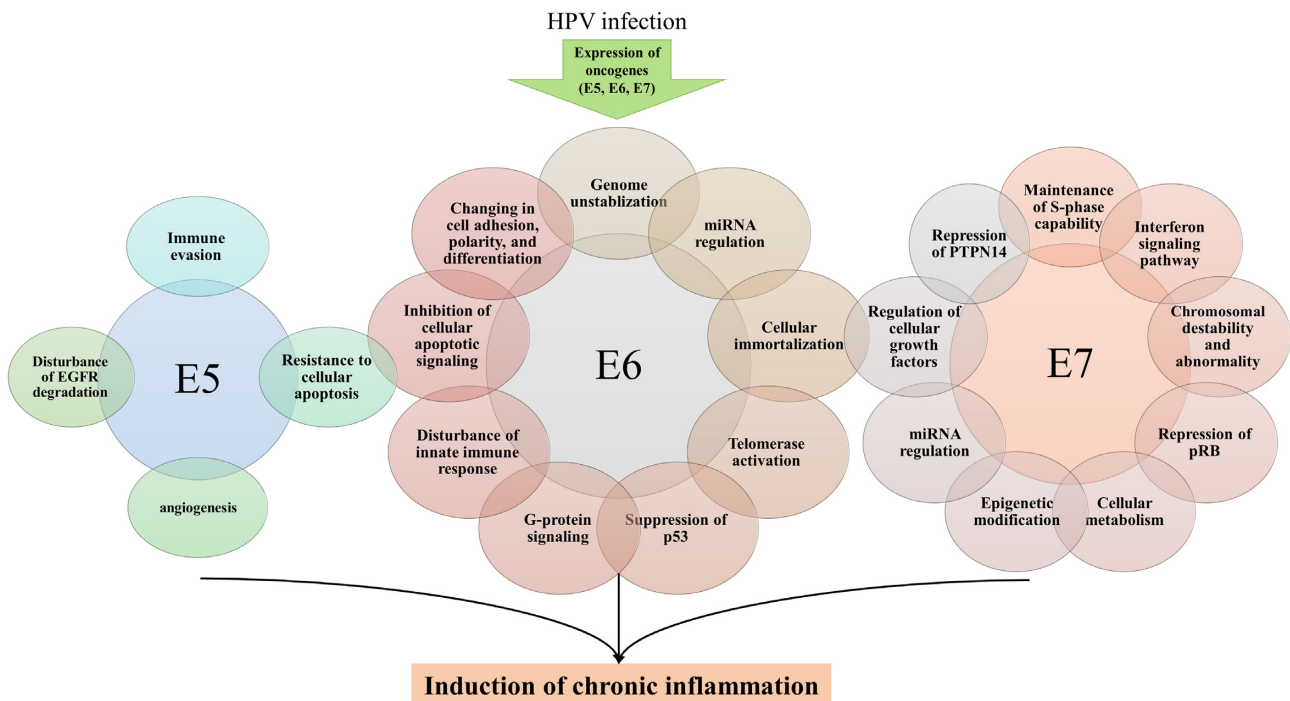 HPV infection
Expression of
oncogenes
(E5, E6, E7)
Immune
evasion
Disturbance
of EGFR
degradation
E5
Resistance to
cellular
apoptosis
angiogenesis
Genome
unstablization
miRNA
regulation
Cellular
immortalization
Telomerase
activation
Suppression of
p53
G-protein
signaling
Disturbance of
innate immune
response
Inhibition of
cellular
apoptotic
signaling
Changing in
cell adhesion,
polarity, and
differentiation
E6
Maintenance
of S-phase
capability
Interferon
signaling
pathway
Chromosomal
destability
and
abnormality
Repression of
pRB
Cellular
metabolism
Epigenetic
modification
miRNA
regulation
Regulation of
cellular
growth
factors
Repression
of PTPN14
E7
Induction of chronic inflammation